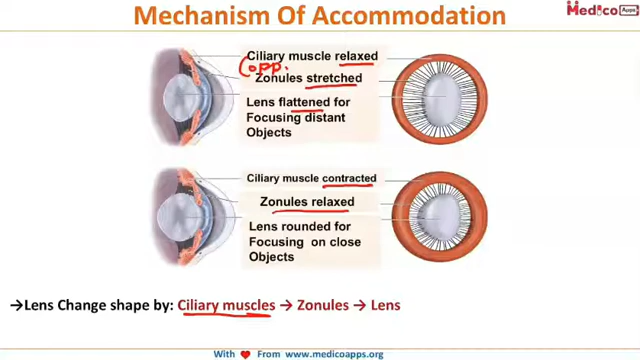 Mechanism Of Accommodation
Medico Apps
Ciliary muscle relaxed
(opp.
Zonules stretched
Lens flattened for
Focusing distant
Objects
Ciliary muscle contracted
Zonules relaxed
Lens rounded for
Focusing on close
Objects
→Lens Change shape by: Ciliary muscles → Zonules → Lens
With ♥ From www.medicoapps.org